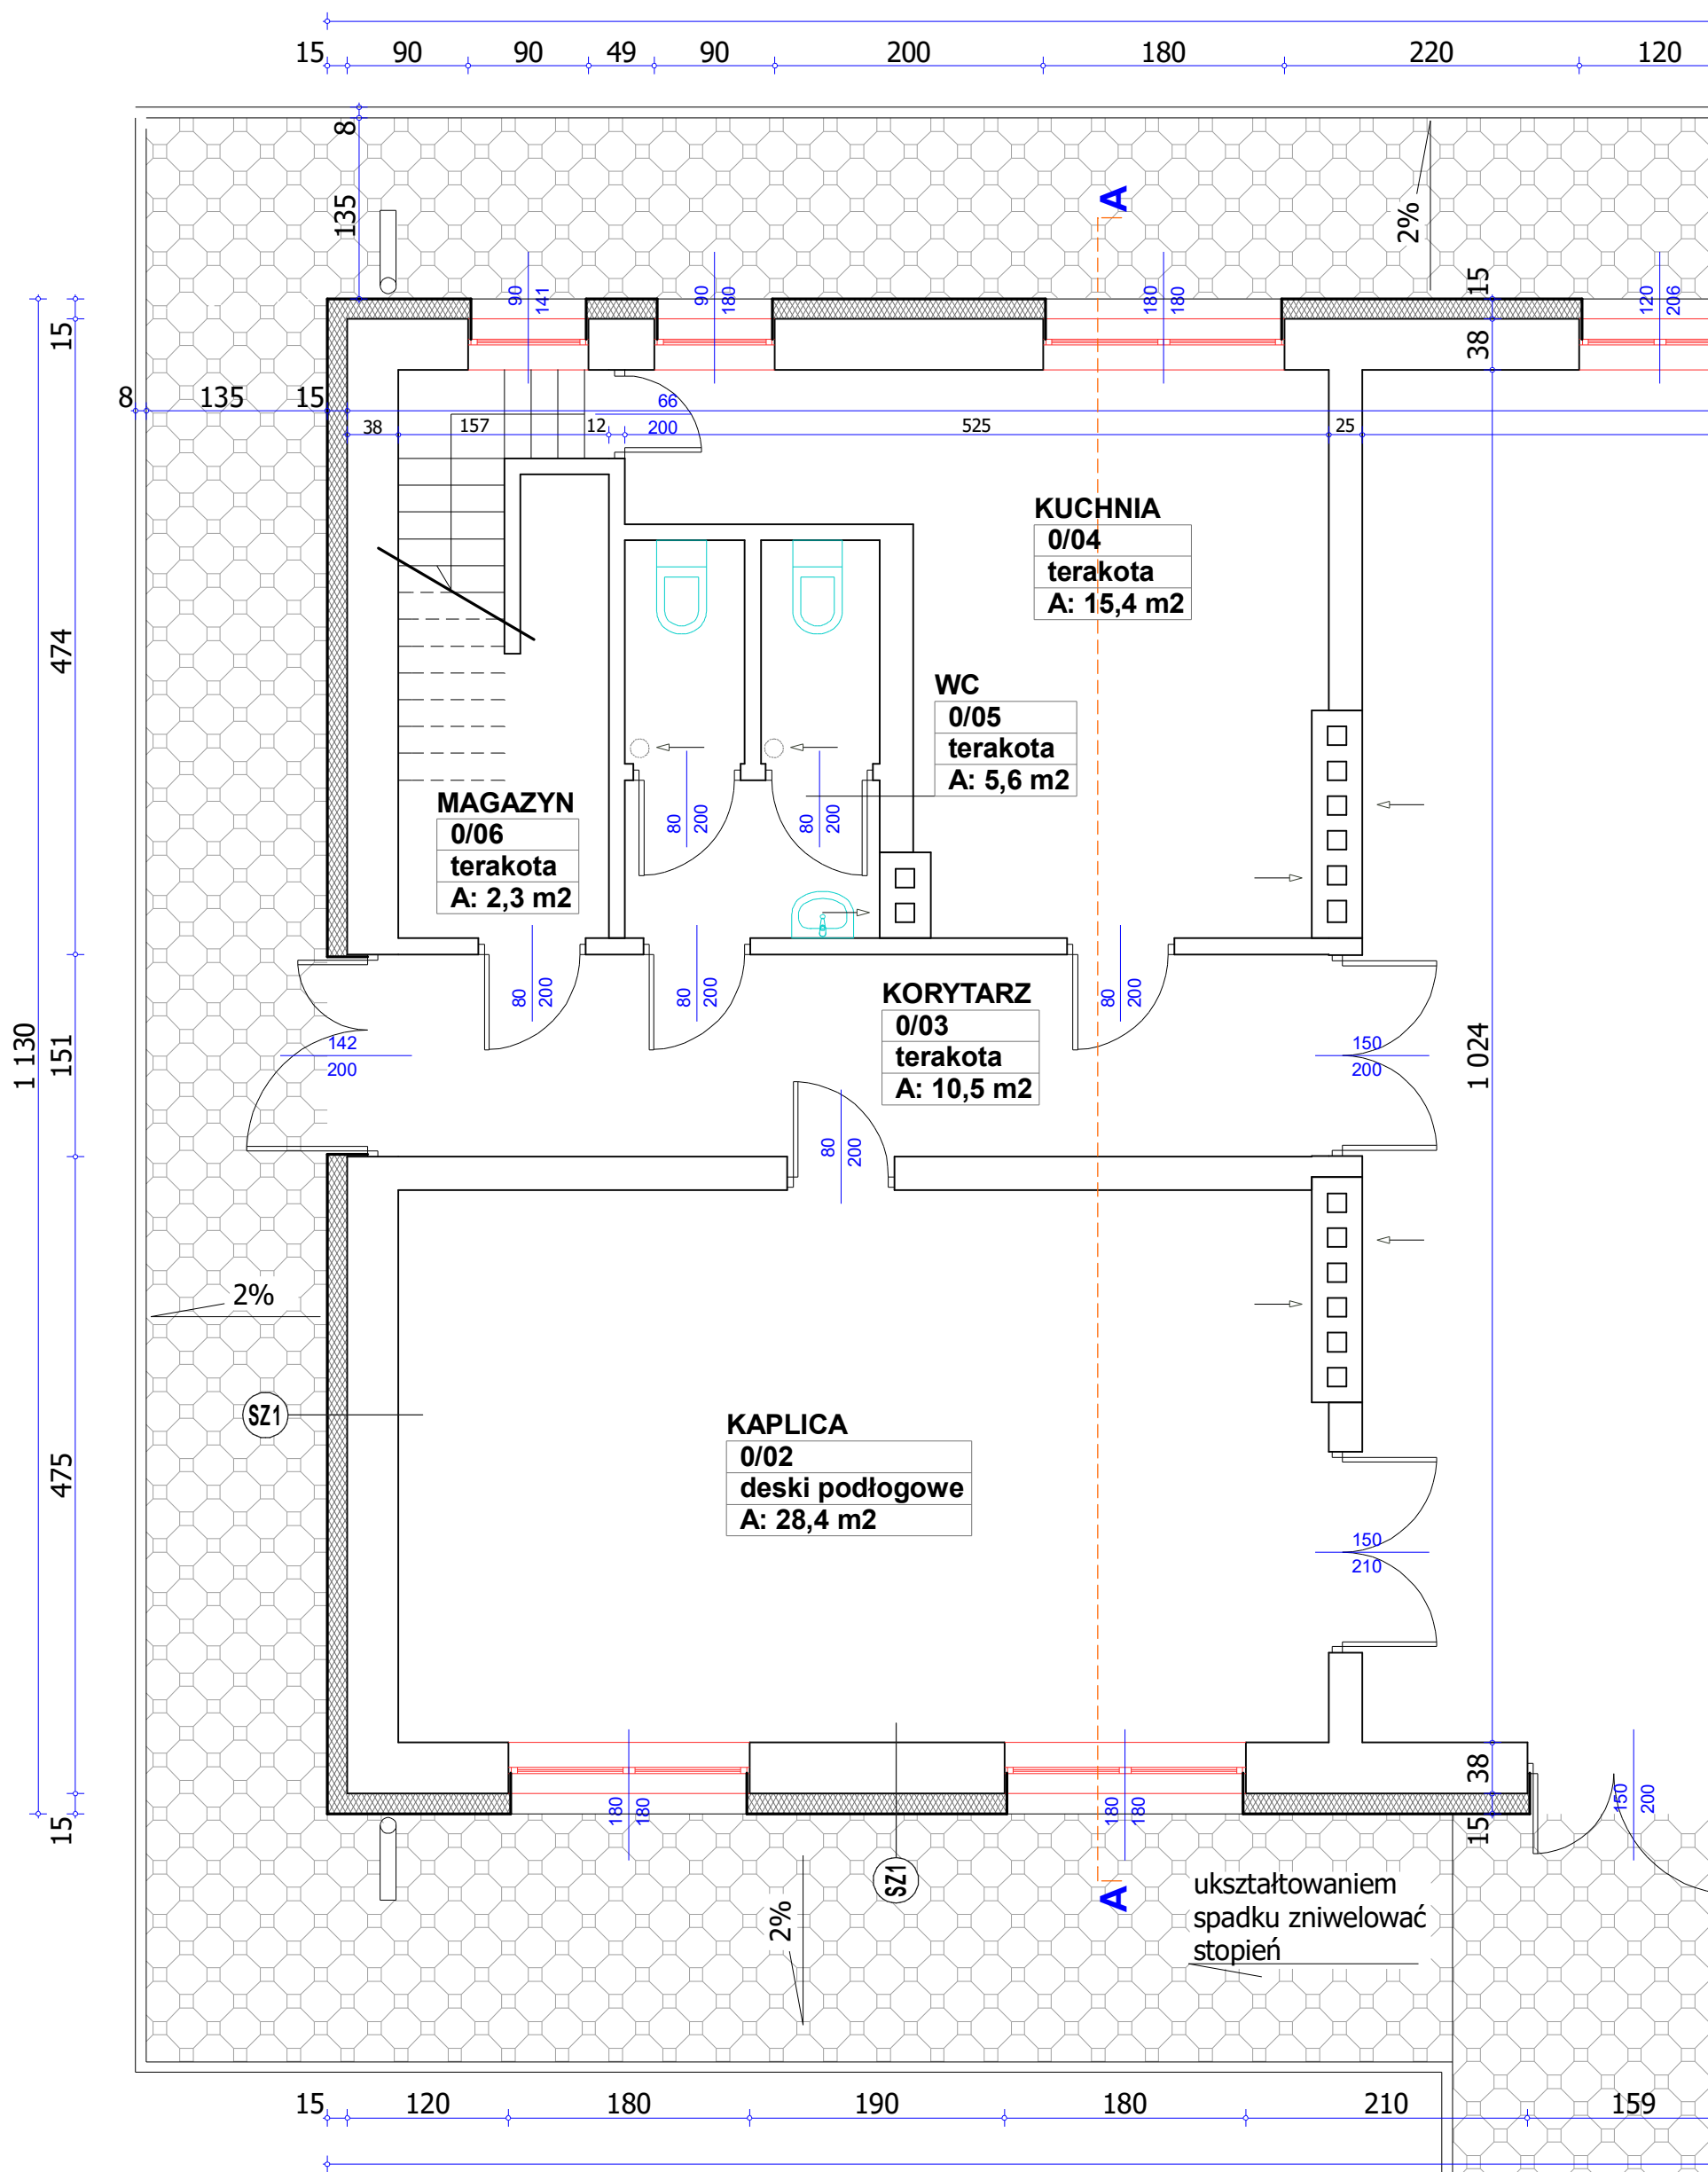 15 90 90 49 90 200 180 220 120
8
135
A
2%
90
141
90
180
180
180
120
206
15
38
15
8 135 15
66
200
38 157 12 525 25
474
KUCHNIA
0/04
terakota
A: 15,4 m2
WC
0/05
terakota
A: 5,6 m2
80
200
80
200
MAGAZYN
0/06
terakota
A: 2,3 m2
80
200
80
200
80
200
KORYTARZ
0/03
terakota
A: 10,5 m2
142
200
150
200
1 130
151
1 024
80
200
2%
SZ1
475
KAPLICA
0/02
deski podłogowe
A: 28,4 m2
150
210
180
180
180
180
38
15
15
150
200
SZ1
A
2%
ukształtowaniem
spadku zniwelować
stopień
15 120 180 190 180 210 159